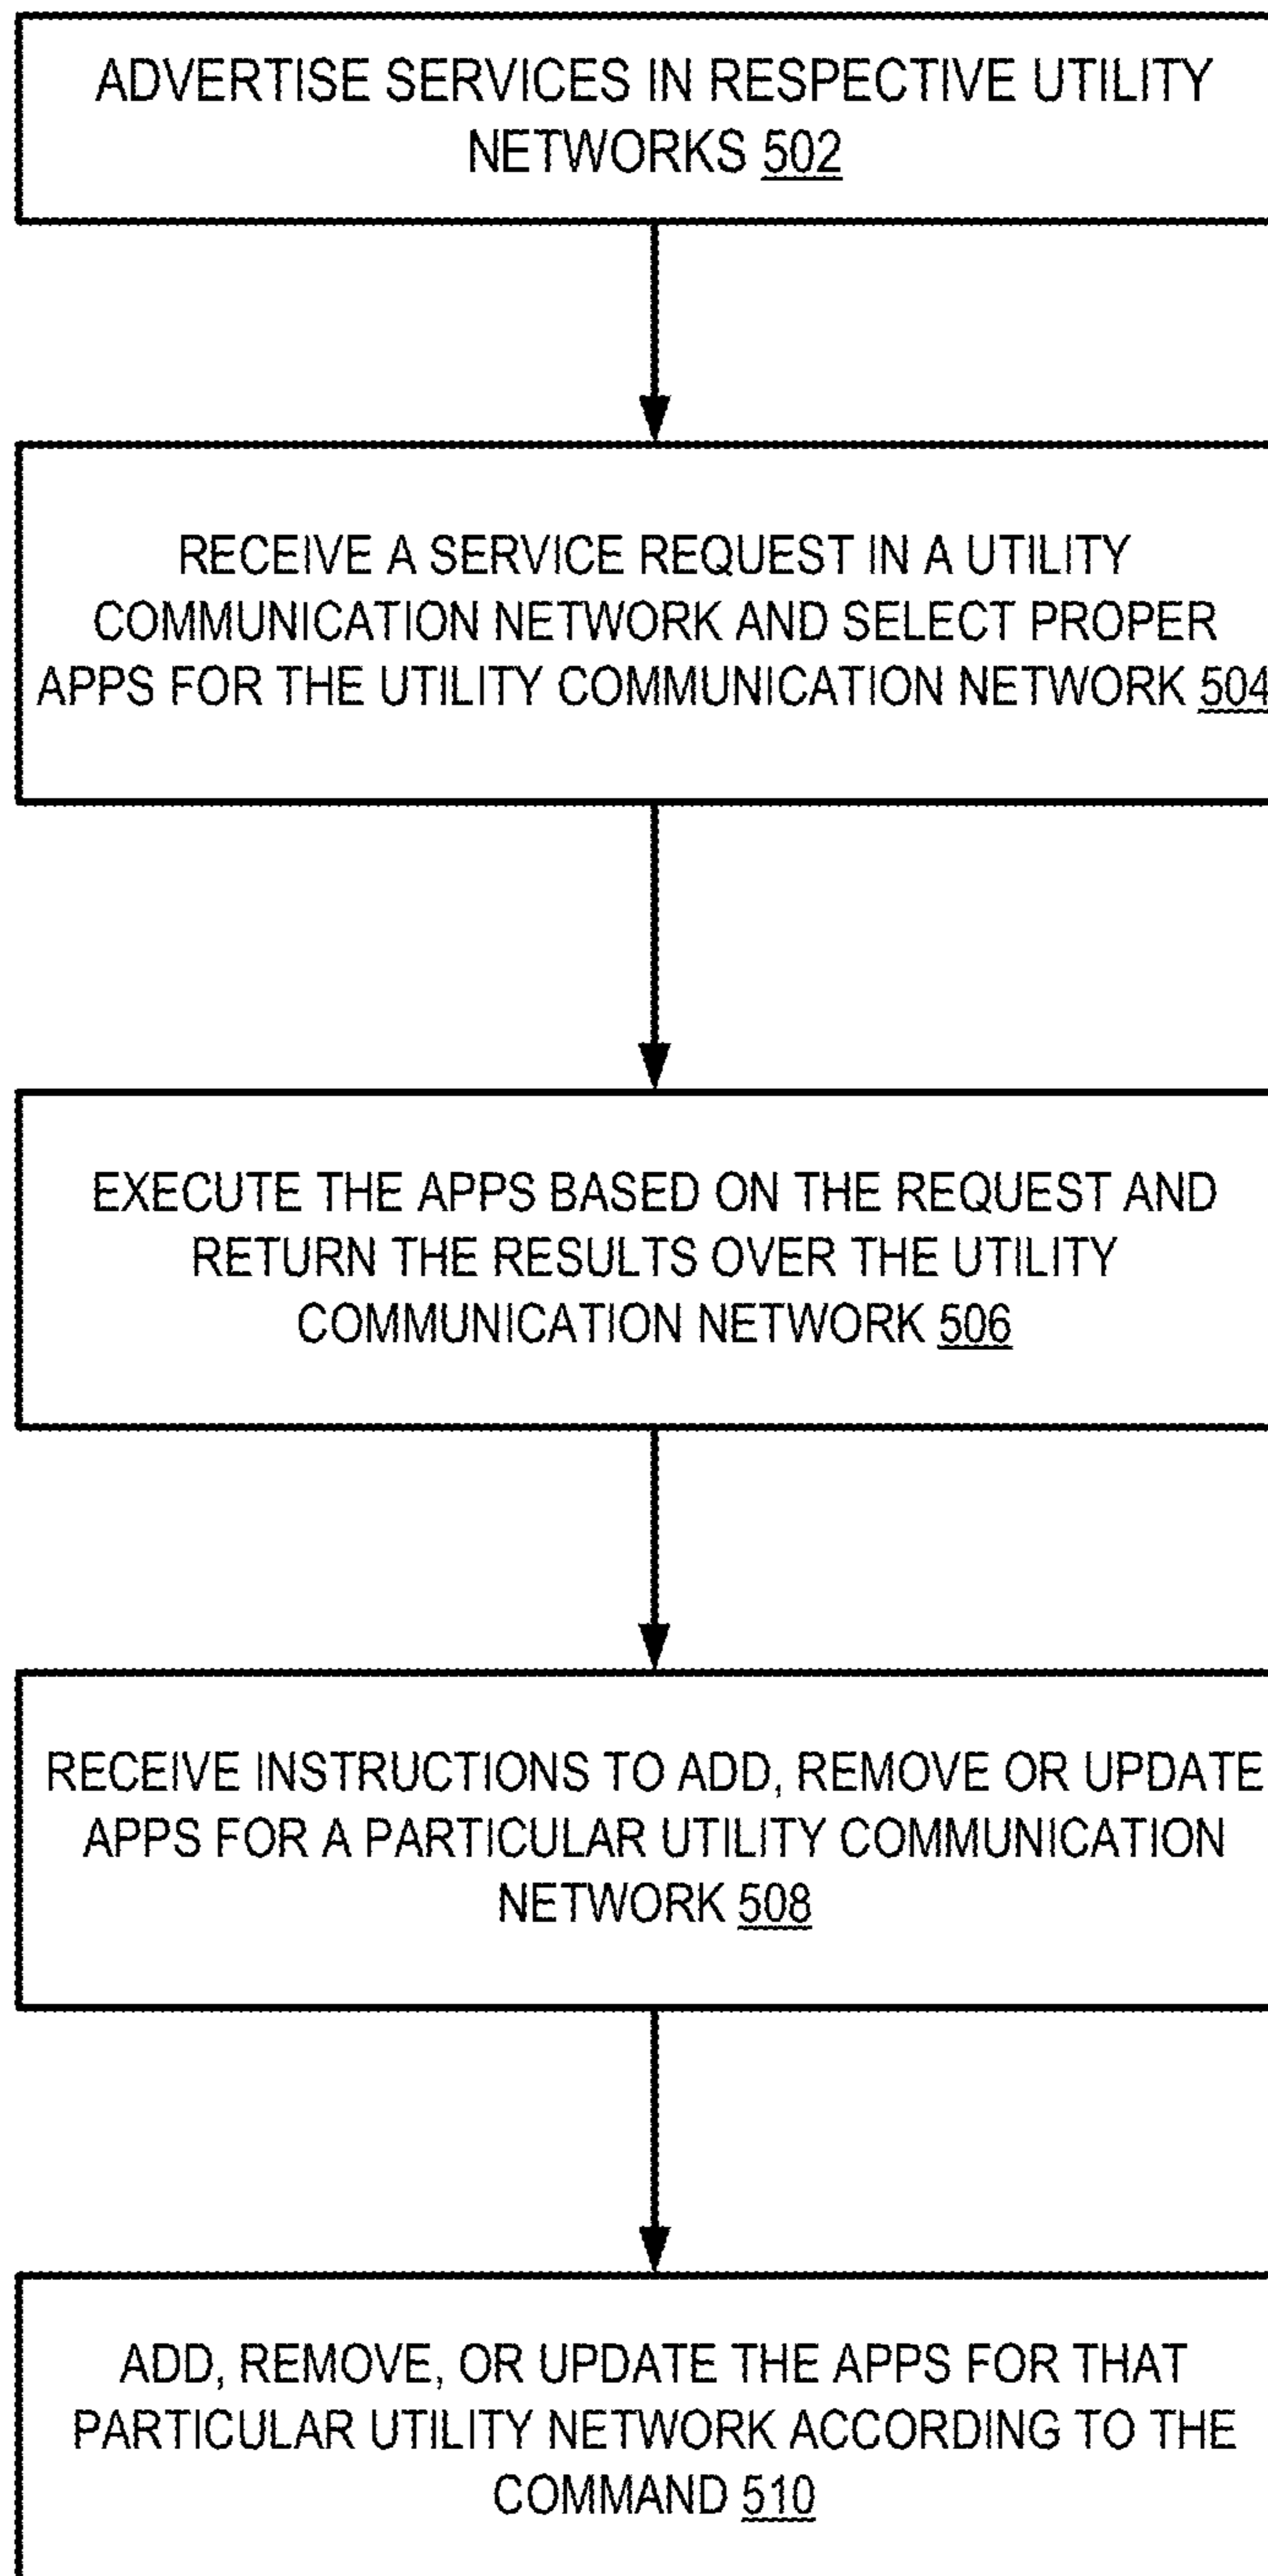 ADVERTISE SERVICES IN RESPECTIVE UTILITY
NETWORKS 502
RECEIVE A SERVICE REQUEST IN A UTILITY
COMMUNICATION NETWORK AND SELECT PROPER
APPS FOR THE UTILITY COMMUNICATION NETWORK 504
EXECUTE THE APPS BASED ON THE REQUEST AND
RETURN THE RESULTS OVER THE UTILITY
COMMUNICATION NETWORK 506
RECEIVE INSTRUCTIONS TO ADD, REMOVE OR UPDATE
APPS FOR A PARTICULAR UTILITY COMMUNICATION
NETWORK 508
ADD, REMOVE, OR UPDATE THE APPS FOR THAT
PARTICULAR UTILITY NETWORK ACCORDING TO THE
COMMAND 510